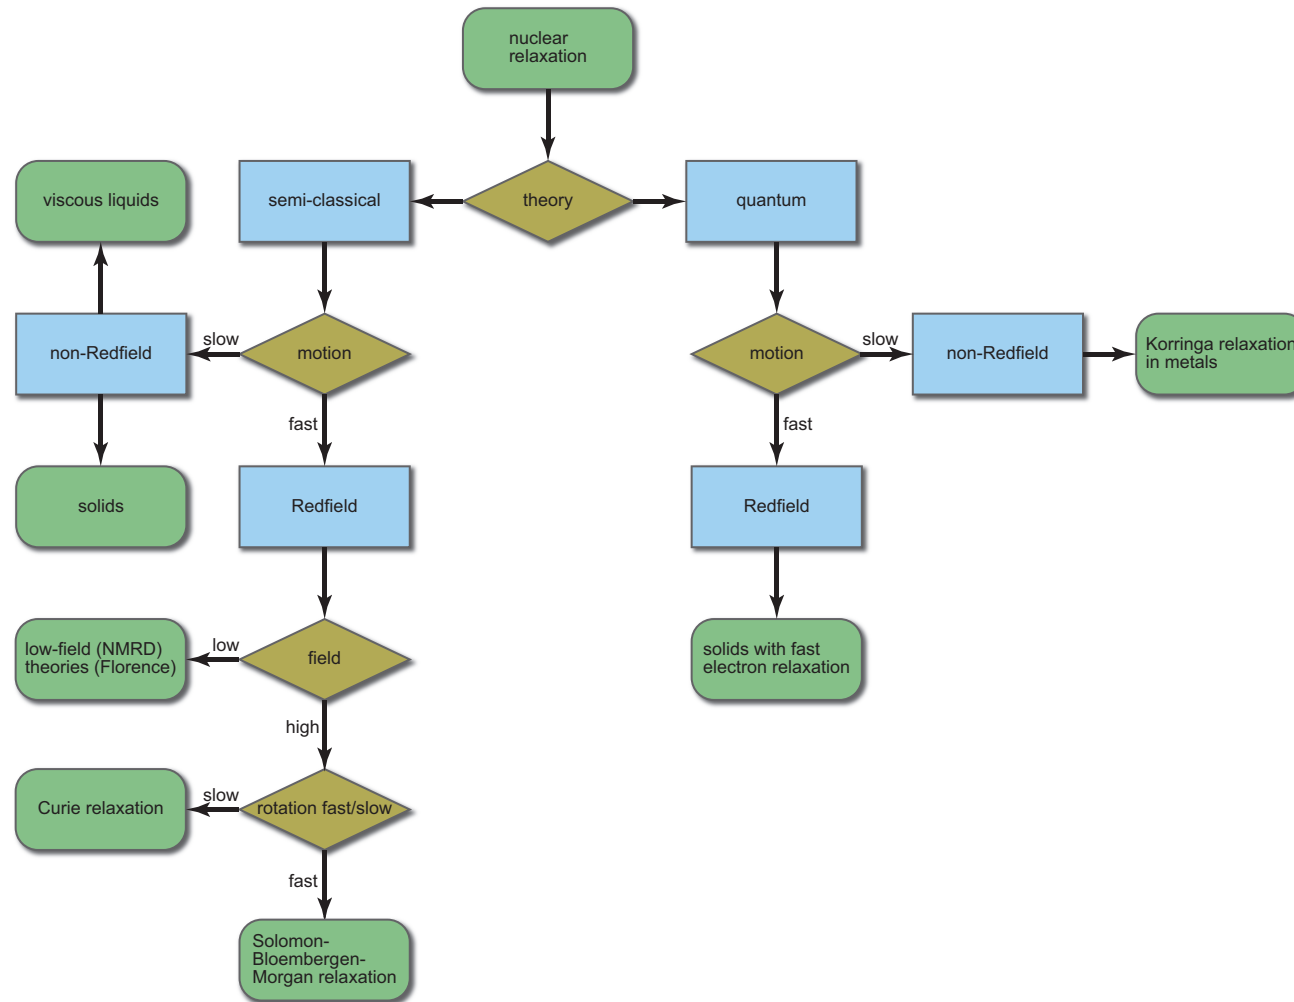 nuclear
relaxation
viscous liquids
semi-classical
theory
quantum
non-Redfield
slow
motion
motion
slow
non-Redfield
Korringa relaxation
in metals
fast
fast
solids
Redfield
Redfield
low-field (NMRD)
theories (Florence)
low
field
solids with fast
electron relaxation
high
Curie relaxation
slow
rotation fast/slow
fast
Solomon-
Bloembergen-
Morgan relaxation